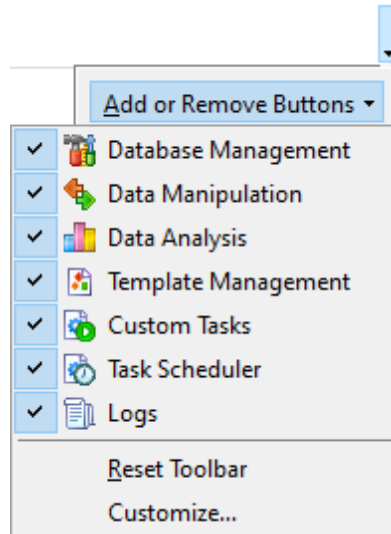 Add or Remove Buttons
Database Management
Data Manipulation
Data Analysis
Template Management
Custom Tasks
Task Scheduler
Logs
Reset Toolbar
Customize...